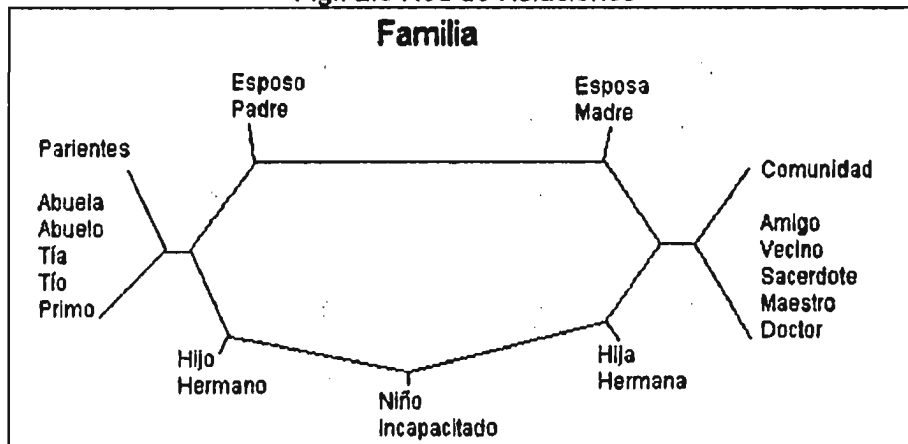 Familia
Esposo
Padre
Esposa
Madre
Parientes
Abuela
Abuelo
Tía
Tío
Primo
Comunidad
Amigo
Vecino
Sacerdote
Maestro
Doctor
Hijo
Hermano
Hija
Hermana
Niño
Incapacitado